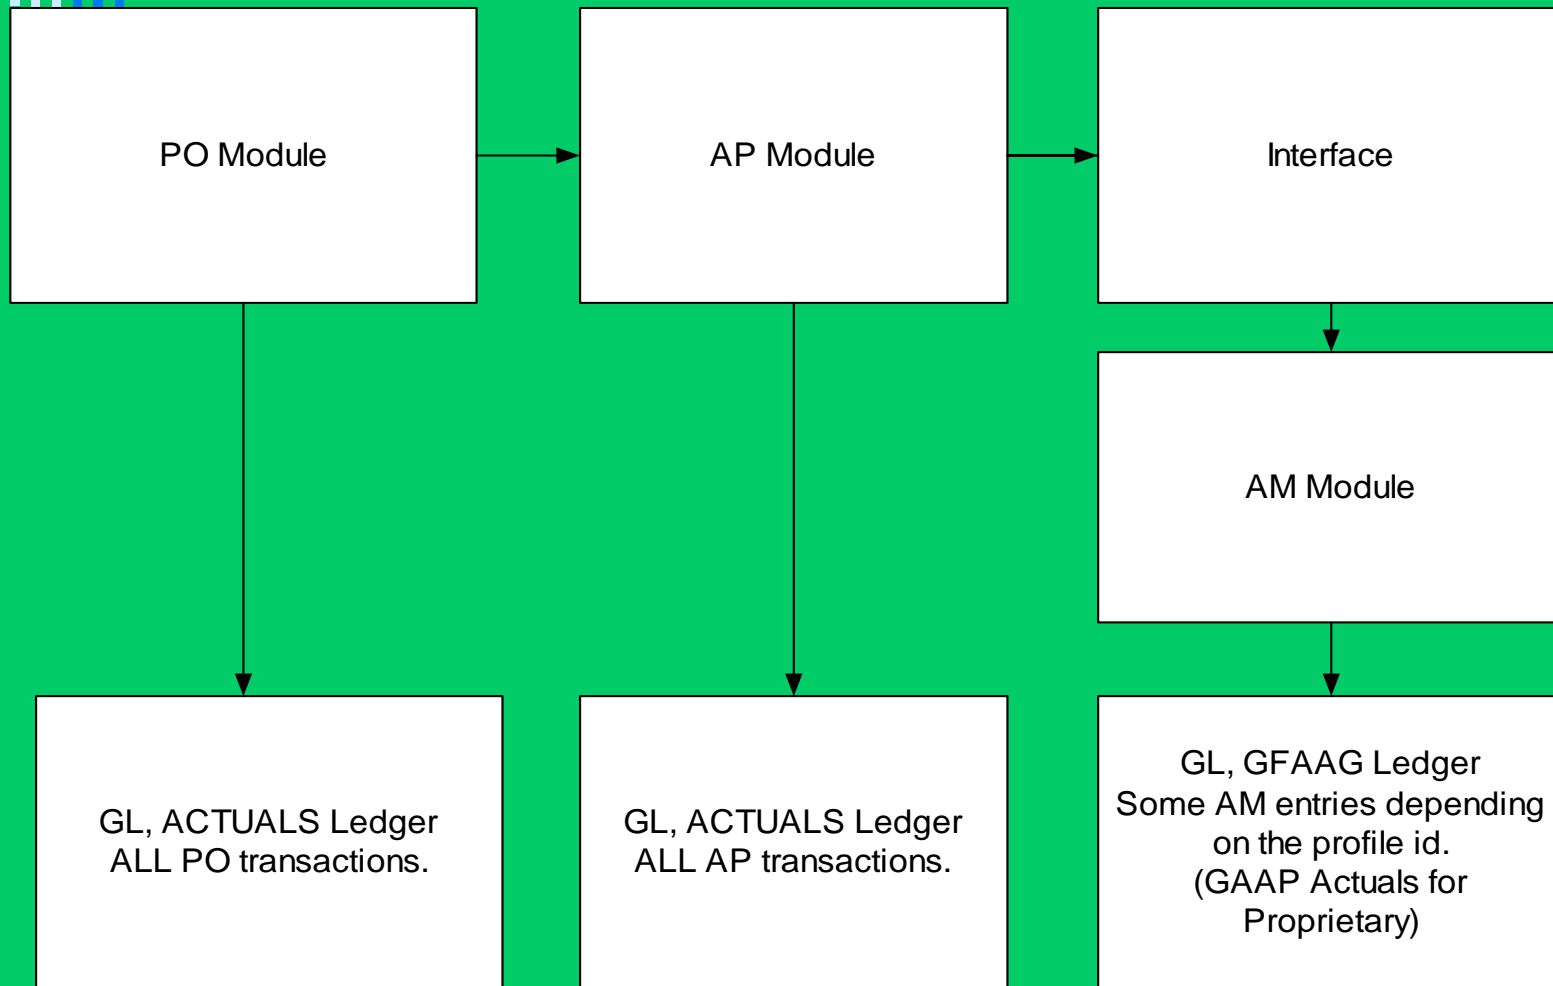 PO Module
AP Module
Interface
AM Module
GL, ACTUALS Ledger
ALL PO transactions.
GL, ACTUALS Ledger
ALL AP transactions.
GL, GFAAG Ledger
Some AM entries depending
on the profile id.
(GAAP Actuals for
Proprietary)